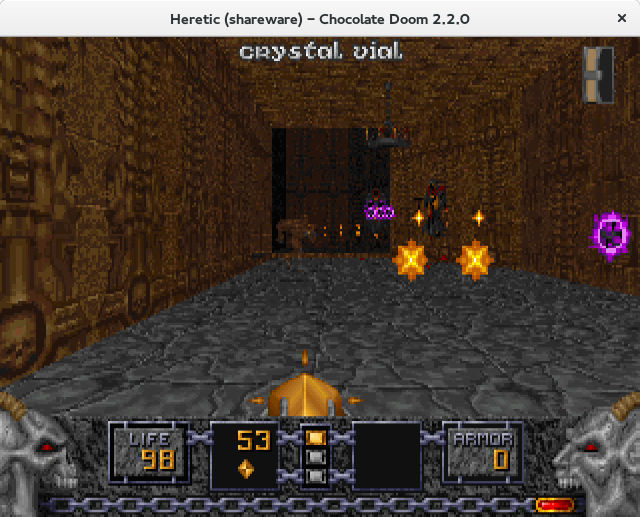 Heretic (shareware) – Chocolate Doom 2.2.0
crystal vial
LIFE
98
53
ARMOR
0